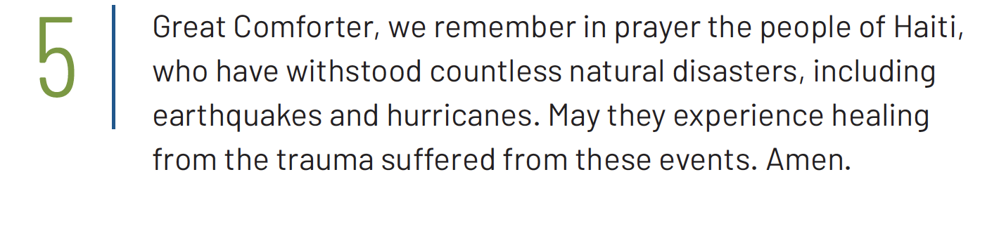 5
Great Comforter, we remember in prayer the people of Haiti,
who have withstood countless natural disasters, including
earthquakes and hurricanes. May they experience healing
from the trauma suffered from these events. Amen.